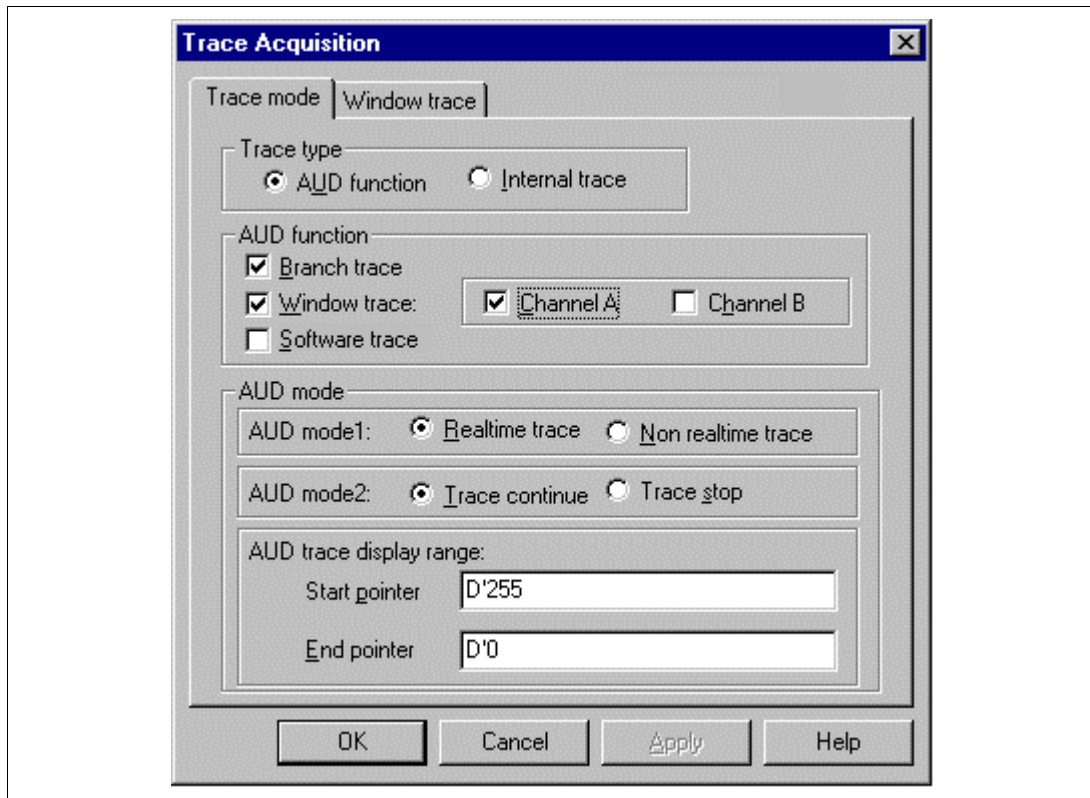 Trace Acquisition
Trace mode
Window trace
Trace type
AUD function
Internal trace
AUD function
Branch trace
Window trace:
Channel A
Channel B
Software trace
AUD mode
AUD mode1:
Realtime trace
Non realtime trace
AUD mode2:
Trace continue
Trace stop
AUD trace display range:
Start pointer
D'255
End pointer
D'0
OK
Cancel
Apply
Help